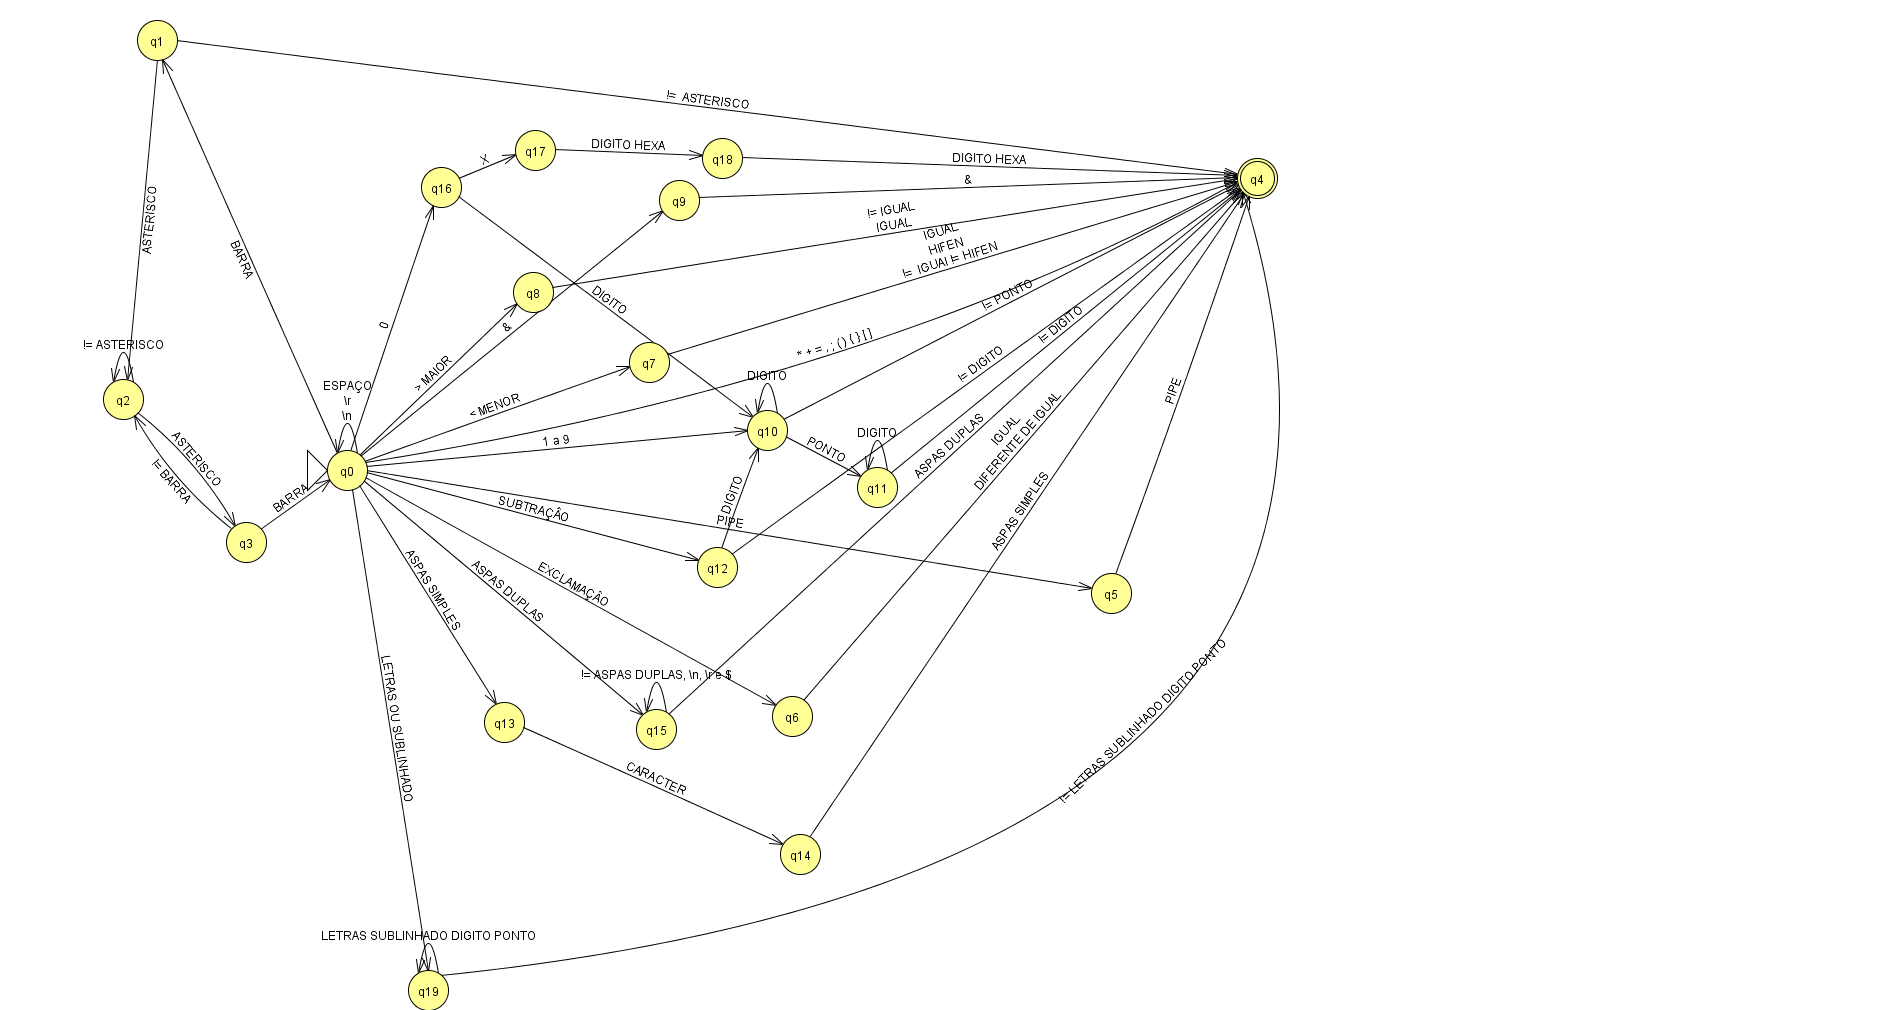 q1
!= ASTERISCO
q17
DIGITO HEXA
q18
DIGITO HEXA
X
q16
&
q4
q9
ASTERISCO
!= IGUAL
IGUAL
IGUAL
HIFEN
!= IGUAL
!= HIFEN
BARRA
q8
DIGITO
!= PONTO
0
&
!= ASTERISCO
* + = , ; ( ) { } [ ]
!= DIGITO
q7
> MAIOR
!= DIGITO
DIGITO
ESPAÇO
\r
\n
q2
< MENOR
PIPE
1 a 9
q10
IGUAL
DIFERENTE DE IGUAL
DIGITO
PONTO
ASPAS DUPLAS
ASTERISCO
q0
!= BARRA
BARRA
q11
DIGITO
SUBTRAÇÂO
PIPE
ASPAS SIMPLES
q3
q12
q5
ASPAS SIMPLES
ASPAS DUPLAS
EXCLAMAÇÂO
!= ASPAS DUPLAS, \n, \r e $
LETRAS OU SUBLINHADO
!= LETRAS SUBLINHADO DIGITO PONTO
q13
q15
q6
CARACTER
q14
LETRAS SUBLINHADO DIGITO PONTO
q19